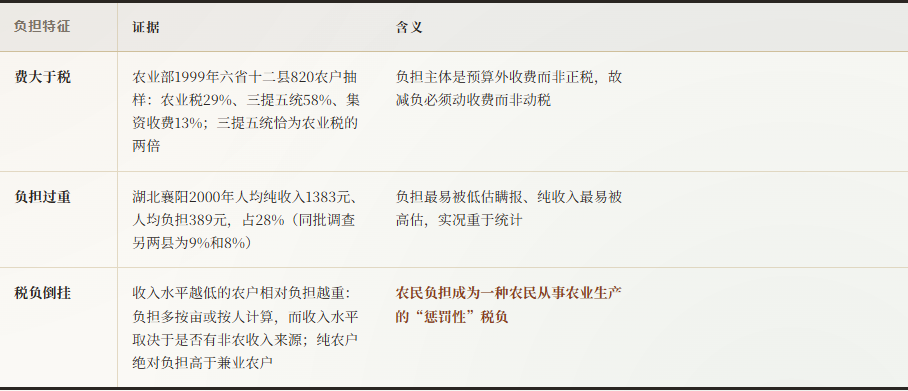 负担特征
证据
含义
费大于税
农业部1999年六省十二县820农户抽
样：农业税29%、三提五统58%、集
资收费13%；三提五统恰为农业税的
两倍
负担主体是预算外收费而非正税，故
减负必须动收费而非动税
负担过重
湖北襄阳2000年人均纯收入1383元、
人均负担389元，占28%（同批调查
另两县为9%和8%）
负担最易被低估瞒报、纯收入最易被
高估，实况重于统计
税负倒挂
收入水平越低的农户相对负担越重：
负担多按亩或按人计算，而收入水平
取决于是否有非农收入来源；纯农户
绝对负担高于兼业农户
农民负担成为一种农民从事农业生产
的“惩罚性”税负